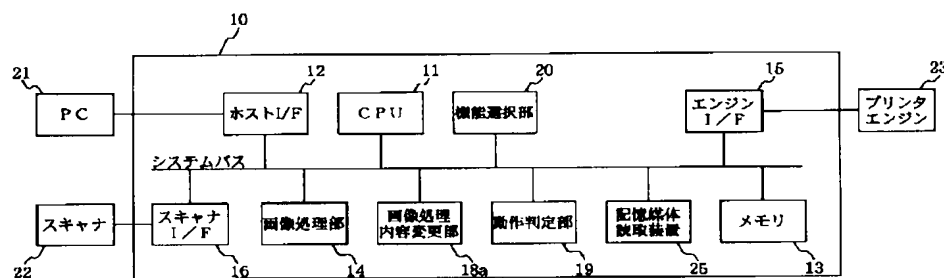 10
21
12
11
20
15
23
PC
ホストI/F
CPU
機能選択部
エンジン
I/F
プリンタ
エンジン
システムバス
スキャナ
スキャナ
I/F
画像処理部
画像処理
内容変更部
動作判定部
記憶媒体
読取装置
メモリ
22
16
14
18a
19
25
13